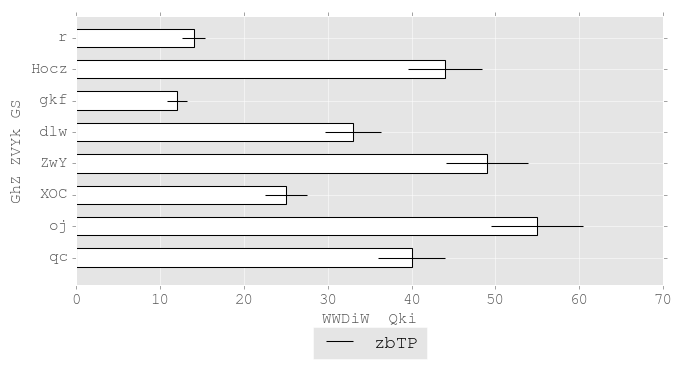 r
Hocz
gkf
dlw
ZwY
XOC
oj
qc
GhZ ZVYk GS
0 10 20 30 40 50 60 70
WWDiW  Qki
zbTP